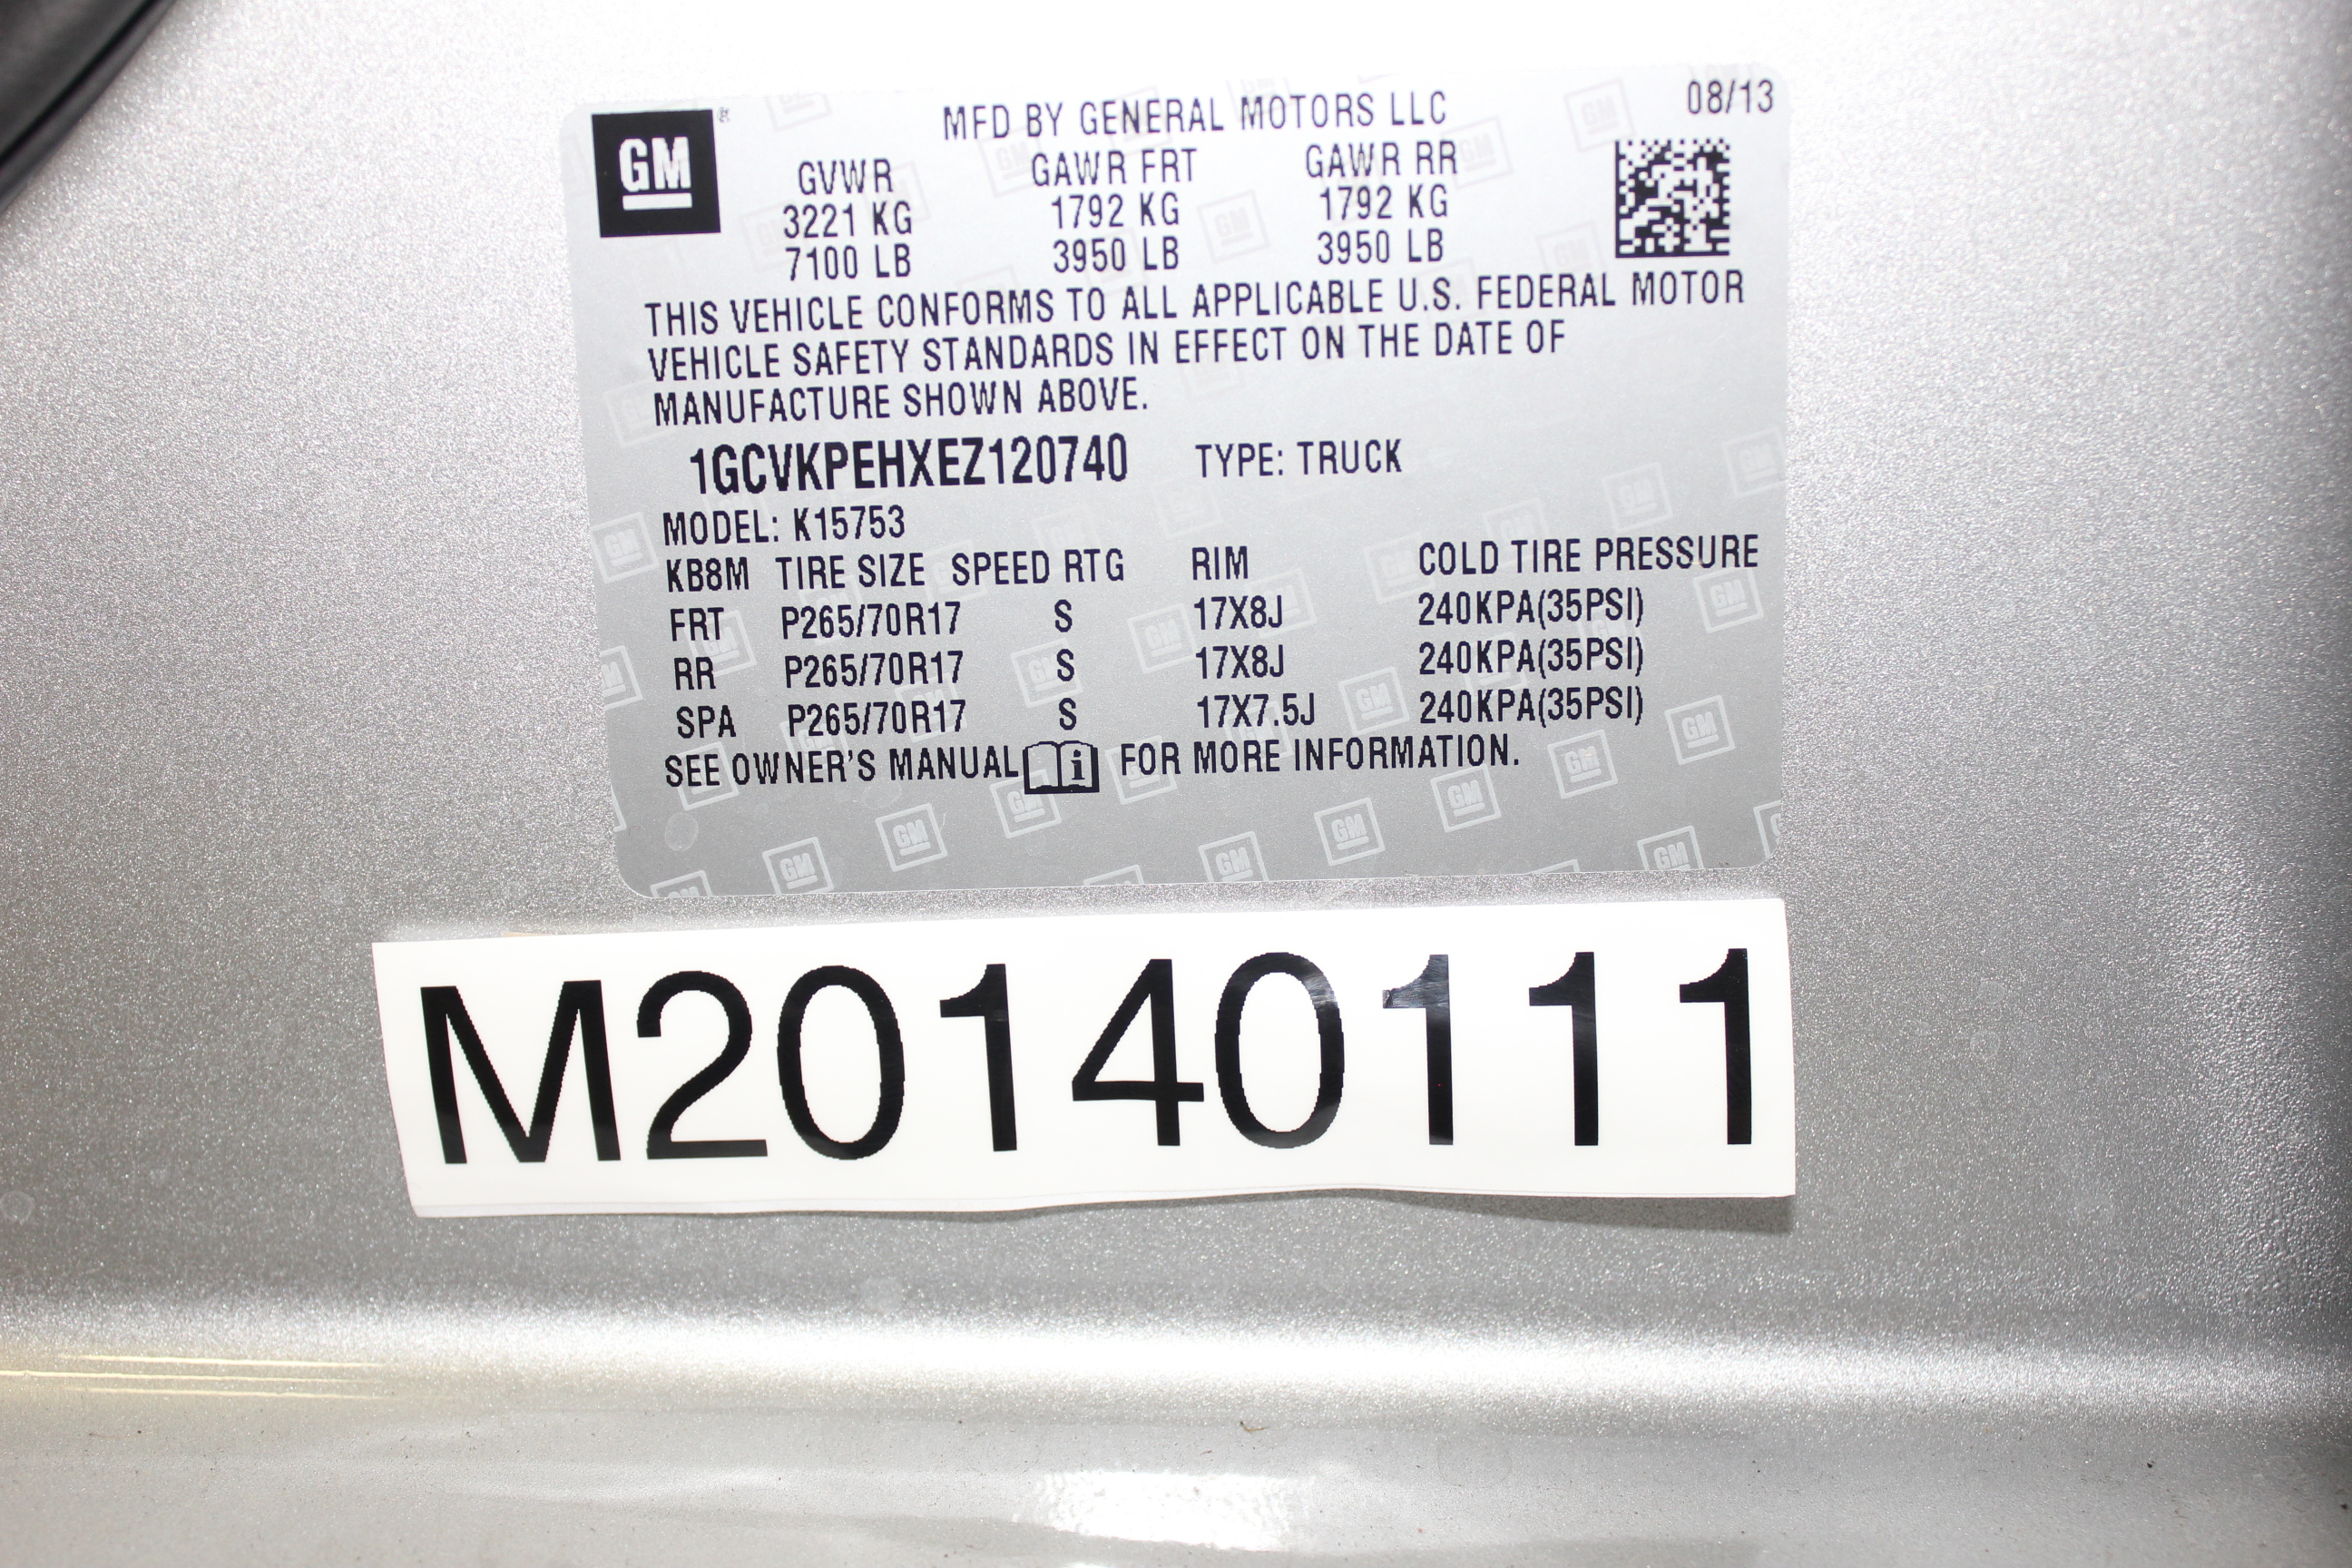 GM
MFD BY GENERAL MOTORS LLC 08/13
GVWR GAWR FRT GAWR RR
3221 KG 1792 KG 1792 KG
7100 LB 3950 LB 3950 LB
THIS VEHICLE CONFORMS TO ALL APPLICABLE U.S. FEDERAL MOTOR
VEHICLE SAFETY STANDARDS IN EFFECT ON THE DATE OF
MANUFACTURE SHOWN ABOVE.
1GCVKPEHXEZ120740 TYPE: TRUCK
MODEL: K15753
KB8M TIRE SIZE SPEED RTG RIM COLD TIRE PRESSURE
FRT P265/70R17 S 17X8J 240KPA(35PSI)
RR P265/70R17 S 17X8J 240KPA(35PSI)
SPA P265/70R17 S 17X7.5J 240KPA(35PSI)
SEE OWNER'S MANUAL i FOR MORE INFORMATION.
M20140111